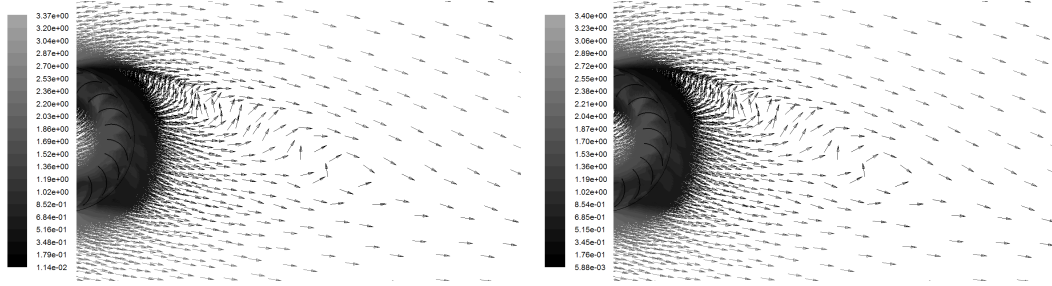 3.37e+00
3.20e+00
3.04e+00
2.87e+00
2.70e+00
2.53e+00
2.36e+00
2.20e+00
2.03e+00
1.86e+00
1.69e+00
1.52e+00
1.36e+00
1.19e+00
1.02e+00
8.52e-01
6.84e-01
5.16e-01
3.48e-01
1.79e-01
1.14e-02
3.40e+00
3.23e+00
3.06e+00
2.89e+00
2.72e+00
2.55e+00
2.38e+00
2.21e+00
2.04e+00
1.87e+00
1.70e+00
1.53e+00
1.36e+00
1.19e+00
1.02e+00
8.54e-01
6.85e-01
5.15e-01
3.45e-01
1.76e-01
5.88e-03